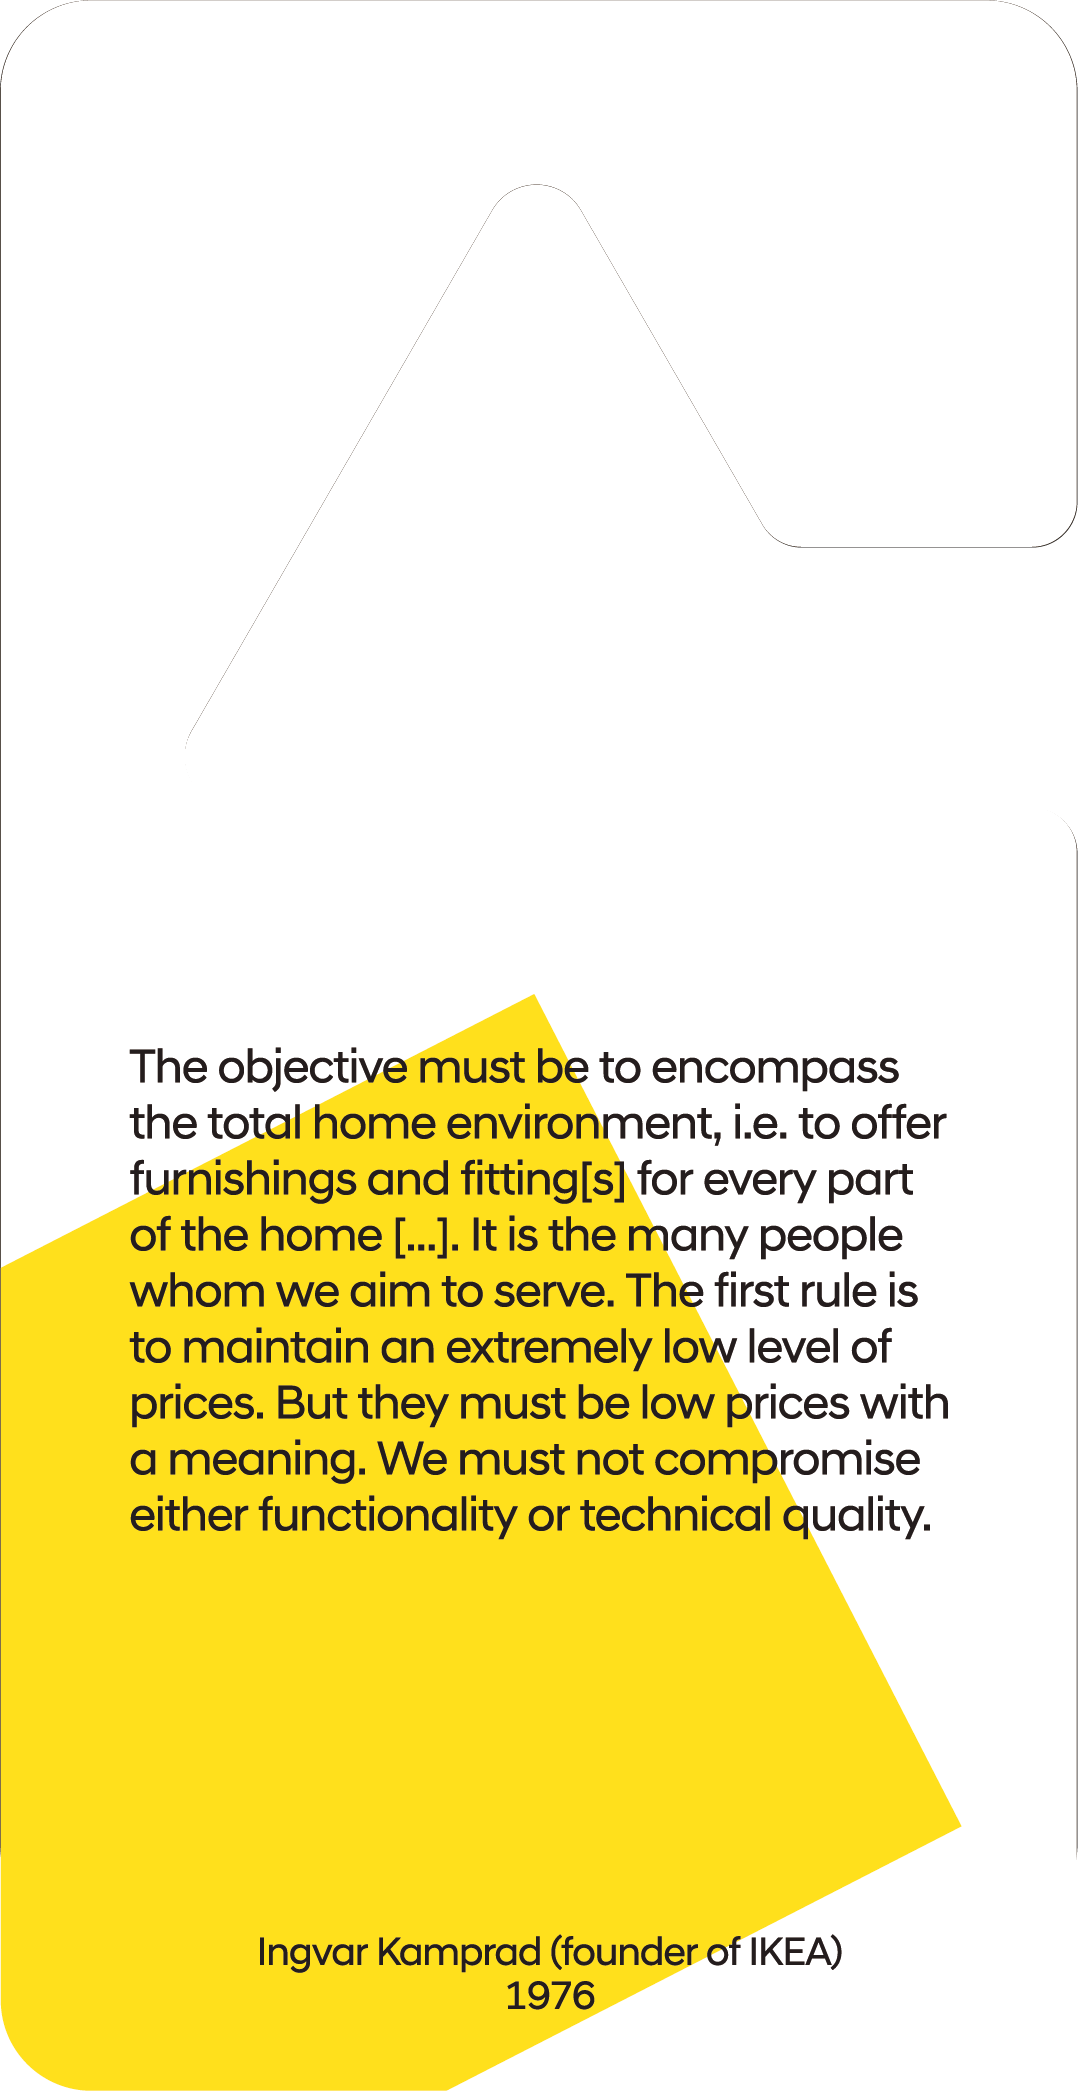 The objective must be to encompass
the total home environment, i.e. to offer
furnishings and fitting[s] for every part
of the home [...]. It is the many people
whom we aim to serve. The first rule is
to maintain an extremely low level of
prices. But they must be low prices with
a meaning. We must not compromise
either functionality or technical quality.
Ingvar Kamprad (founder of IKEA)
1976